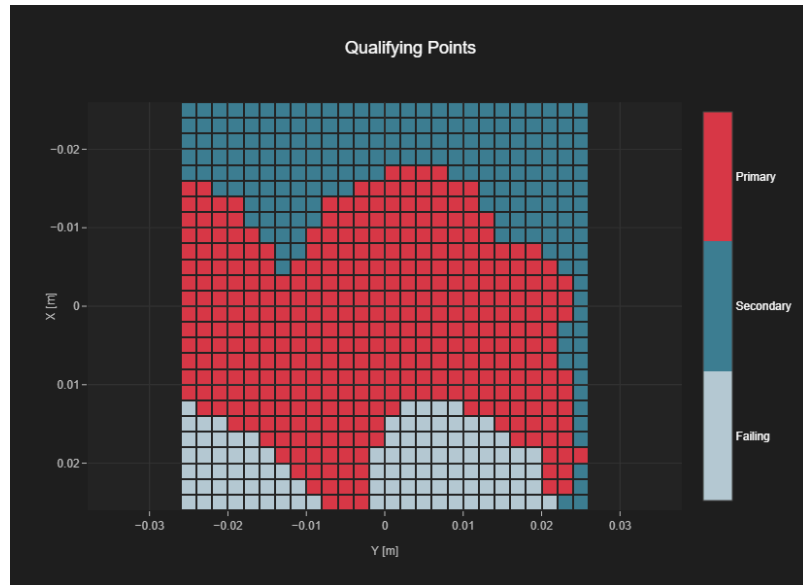 Qualifying Points
−0.02
−0.01
0
0.01
0.02
X [m]
−0.03
−0.02
−0.01
0
0.01
0.02
0.03
Y [m]
Primary
Secondary
Failing